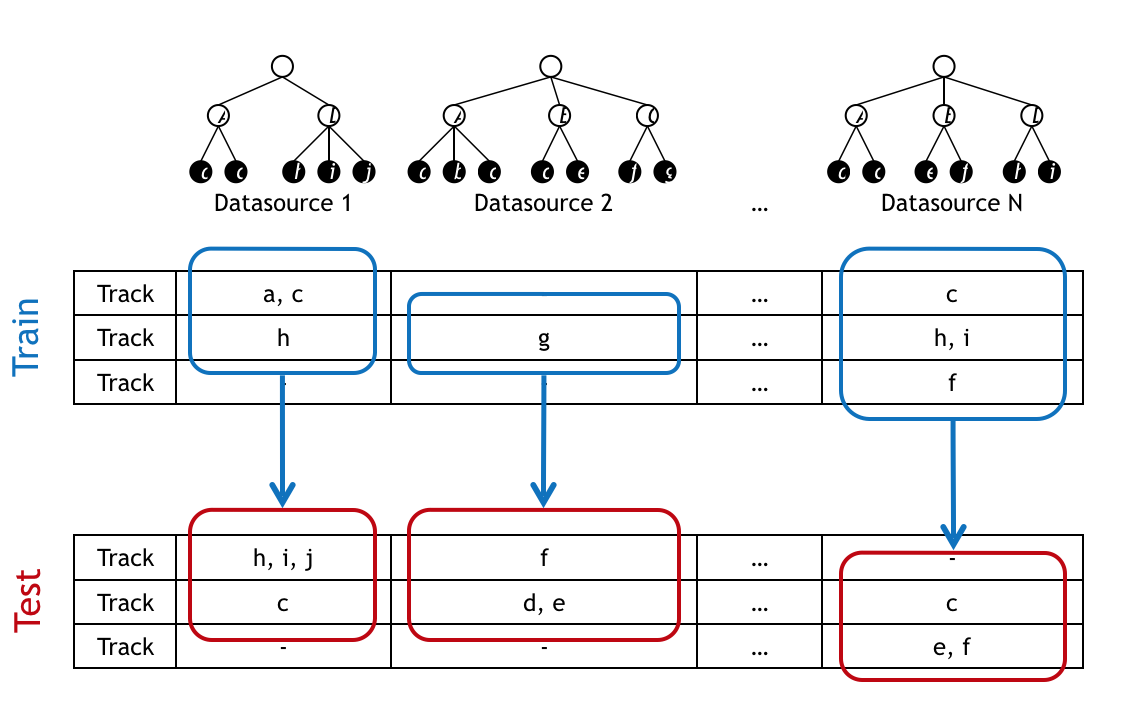 Datasource 1 Datasource 2 ... Datasource N
Train
Track a, c - ... c
Track h g ... h, i
Track - - ... f
Test
Track h, i, j f ... -
Track c d, e ... c
Track - - ... e, f